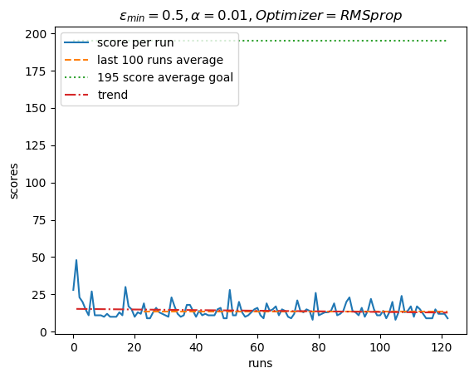 ε_min = 0.5, α = 0.01, Optimizer = RMSprop
200
175
150
125
100
75
50
25
0
scores
score per run
last 100 runs average
195 score average goal
trend
0 20 40 60 80 100 120
runs